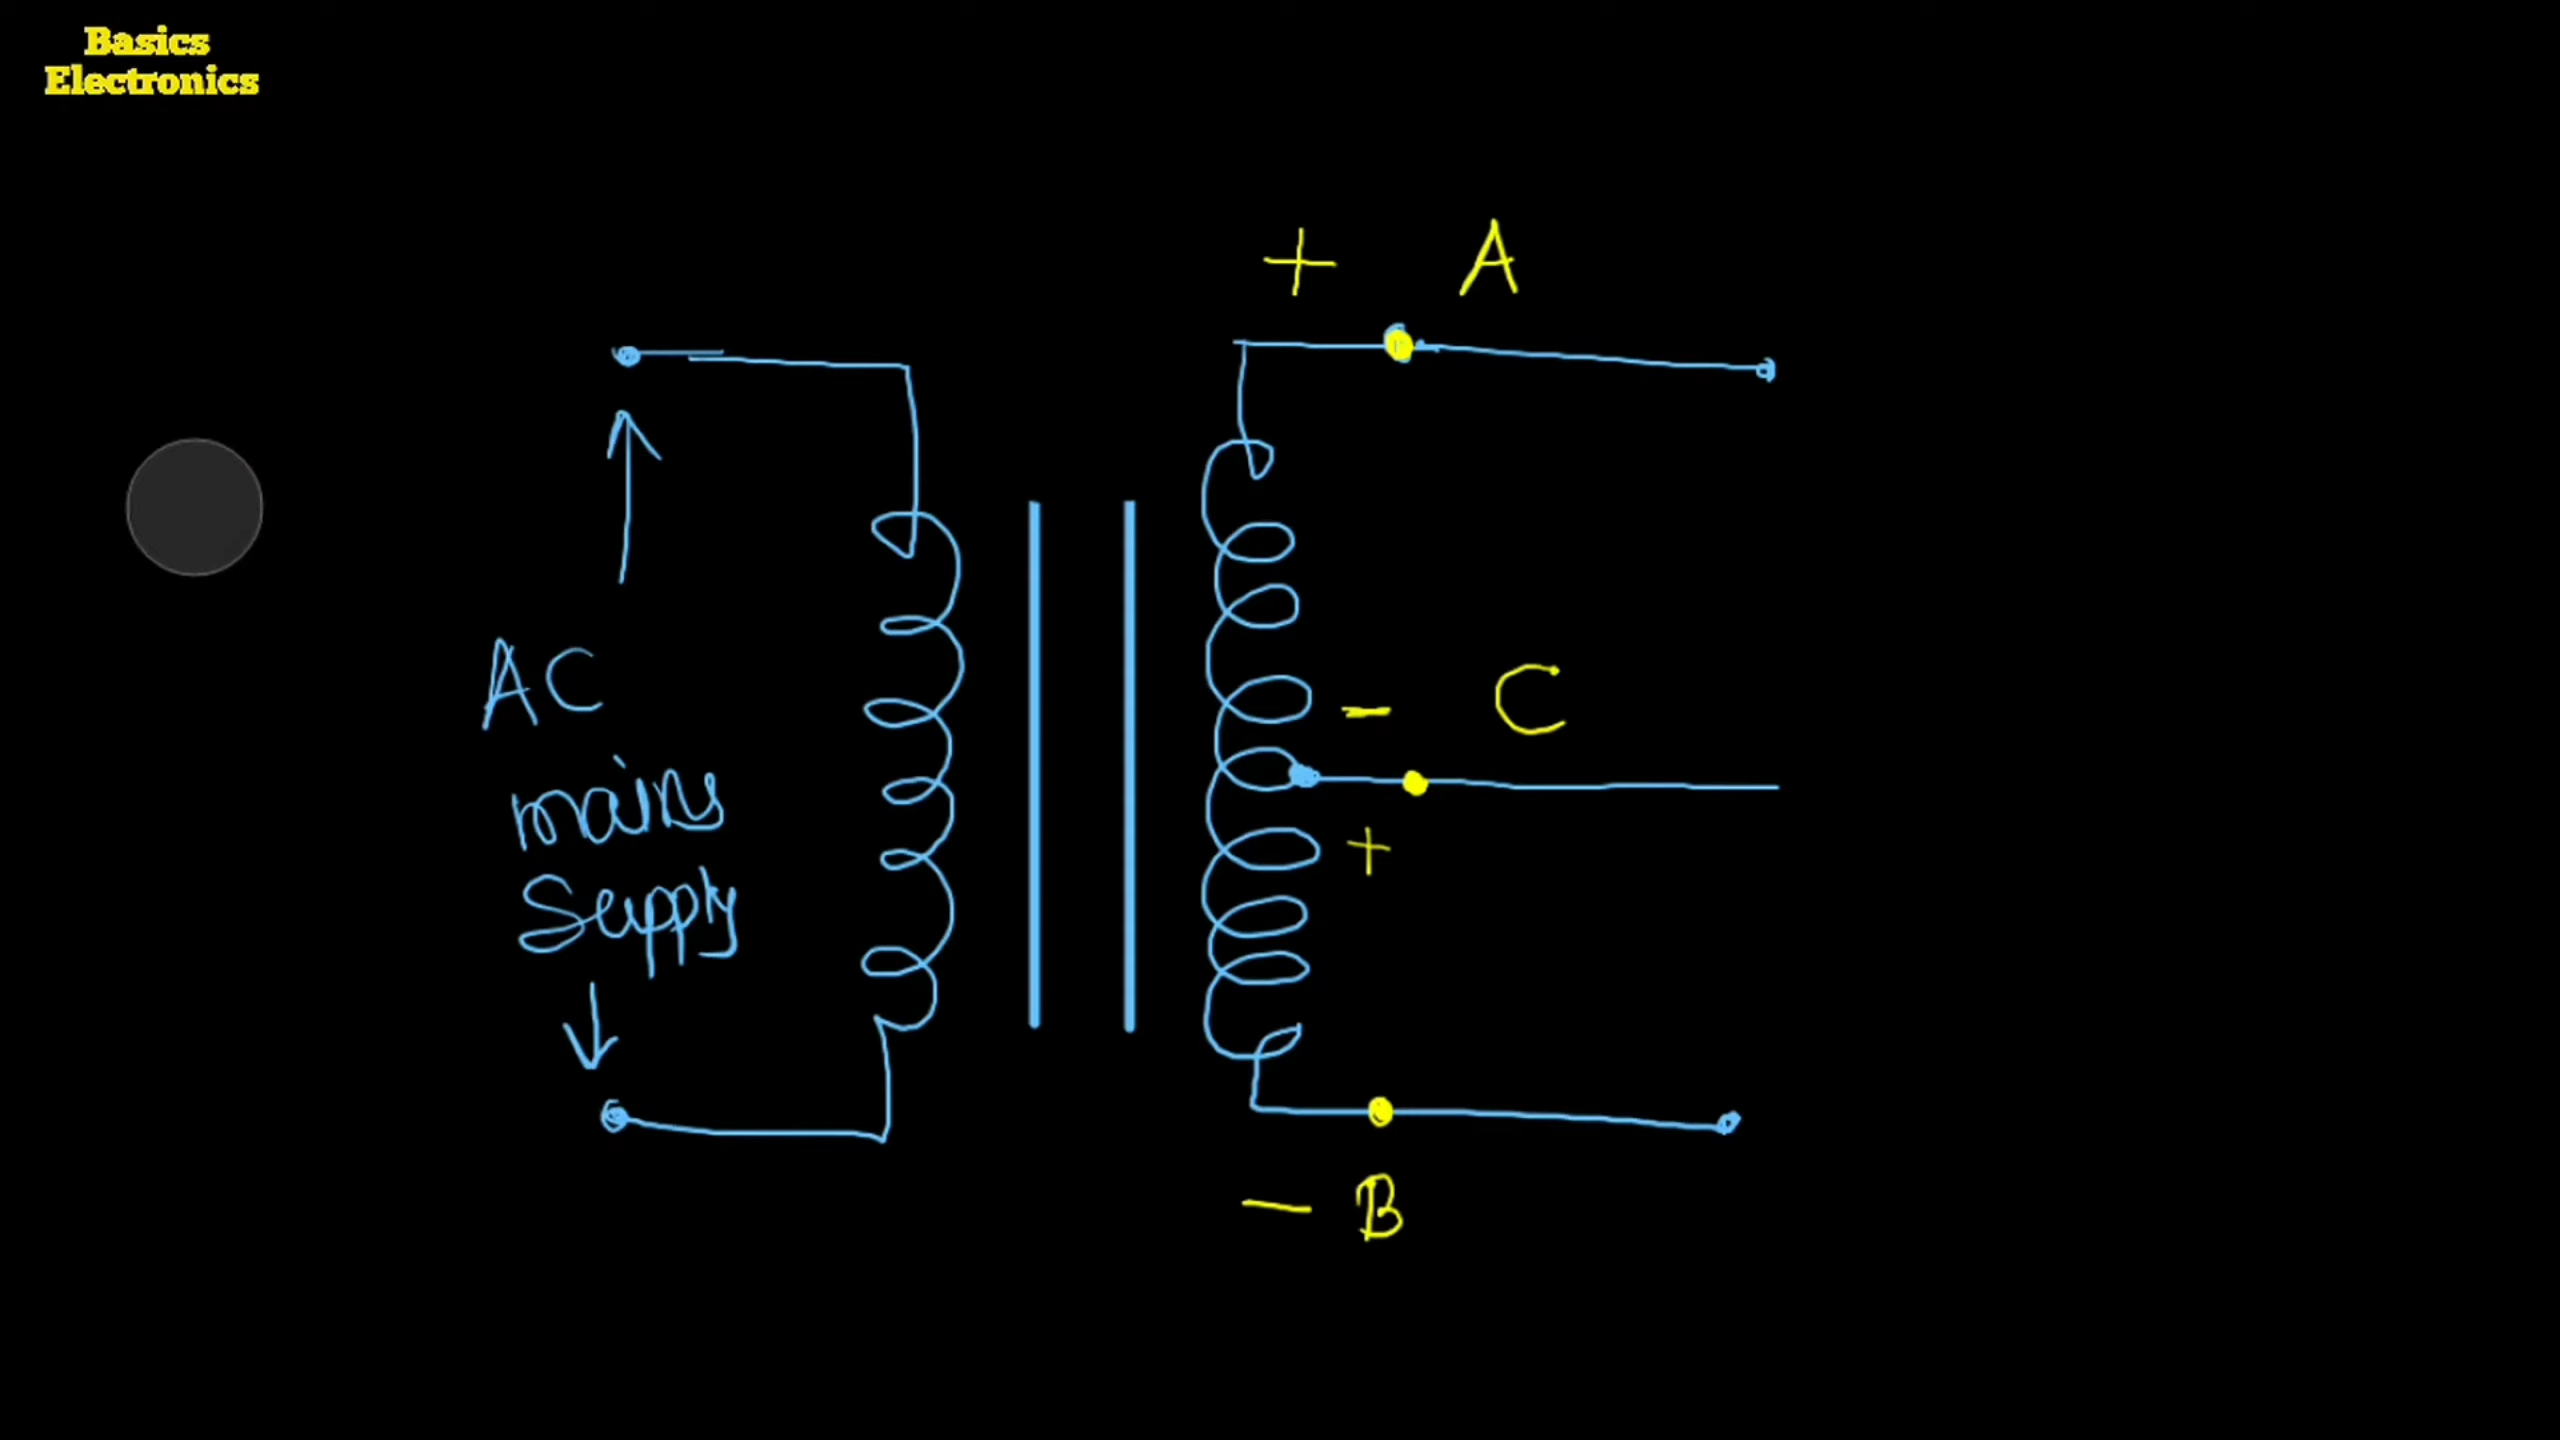 Basics
Electronics
+ A
AC
mains
Supply
- C
+
- B